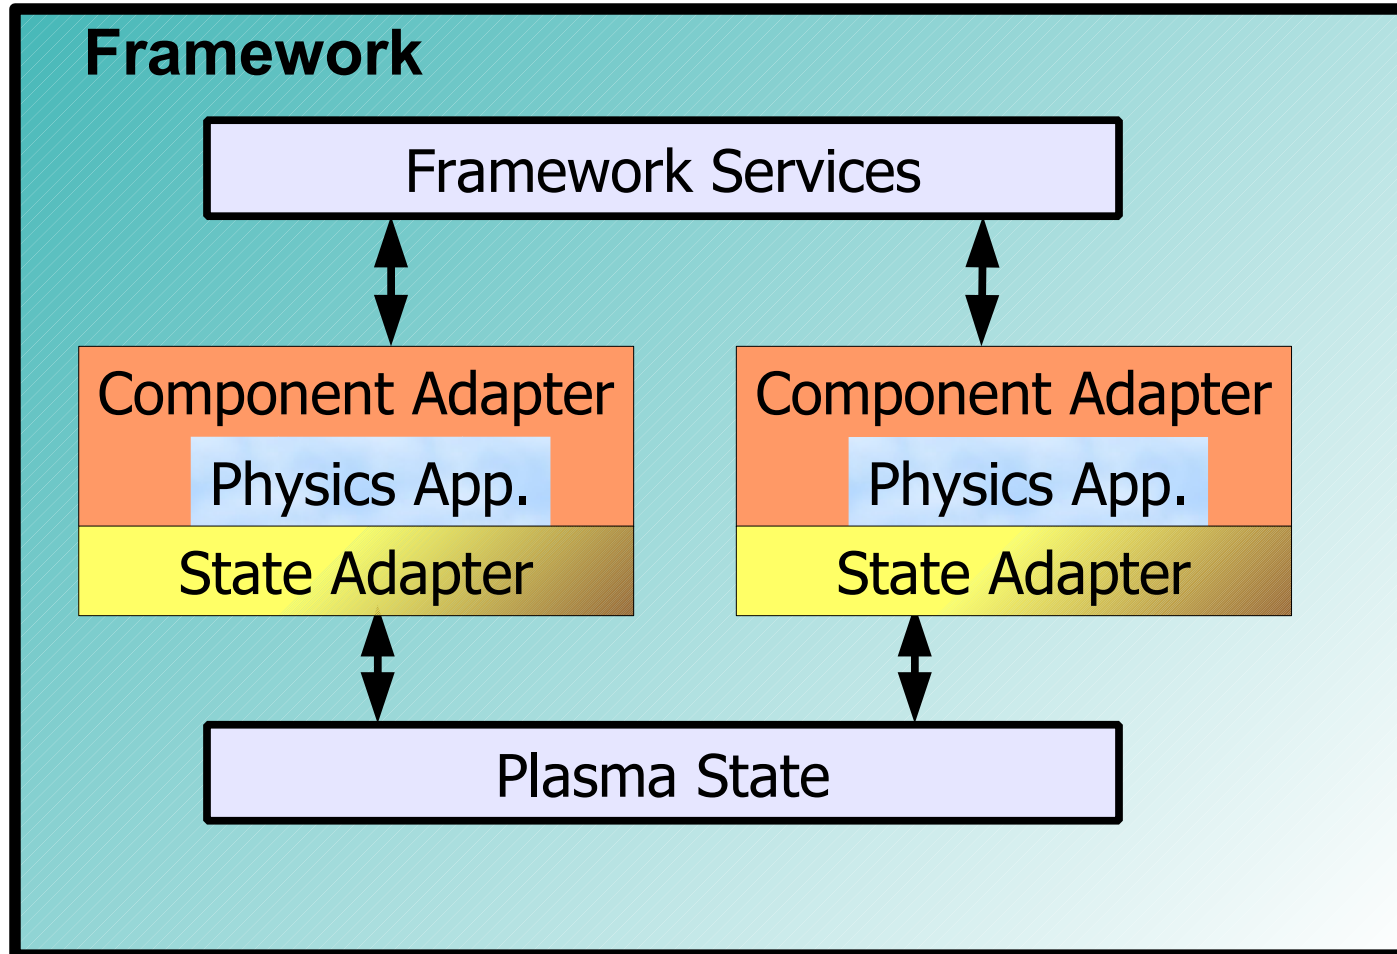 Framework
Framework Services
Component Adapter
Physics App.
State Adapter
Component Adapter
Physics App.
State Adapter
Plasma State